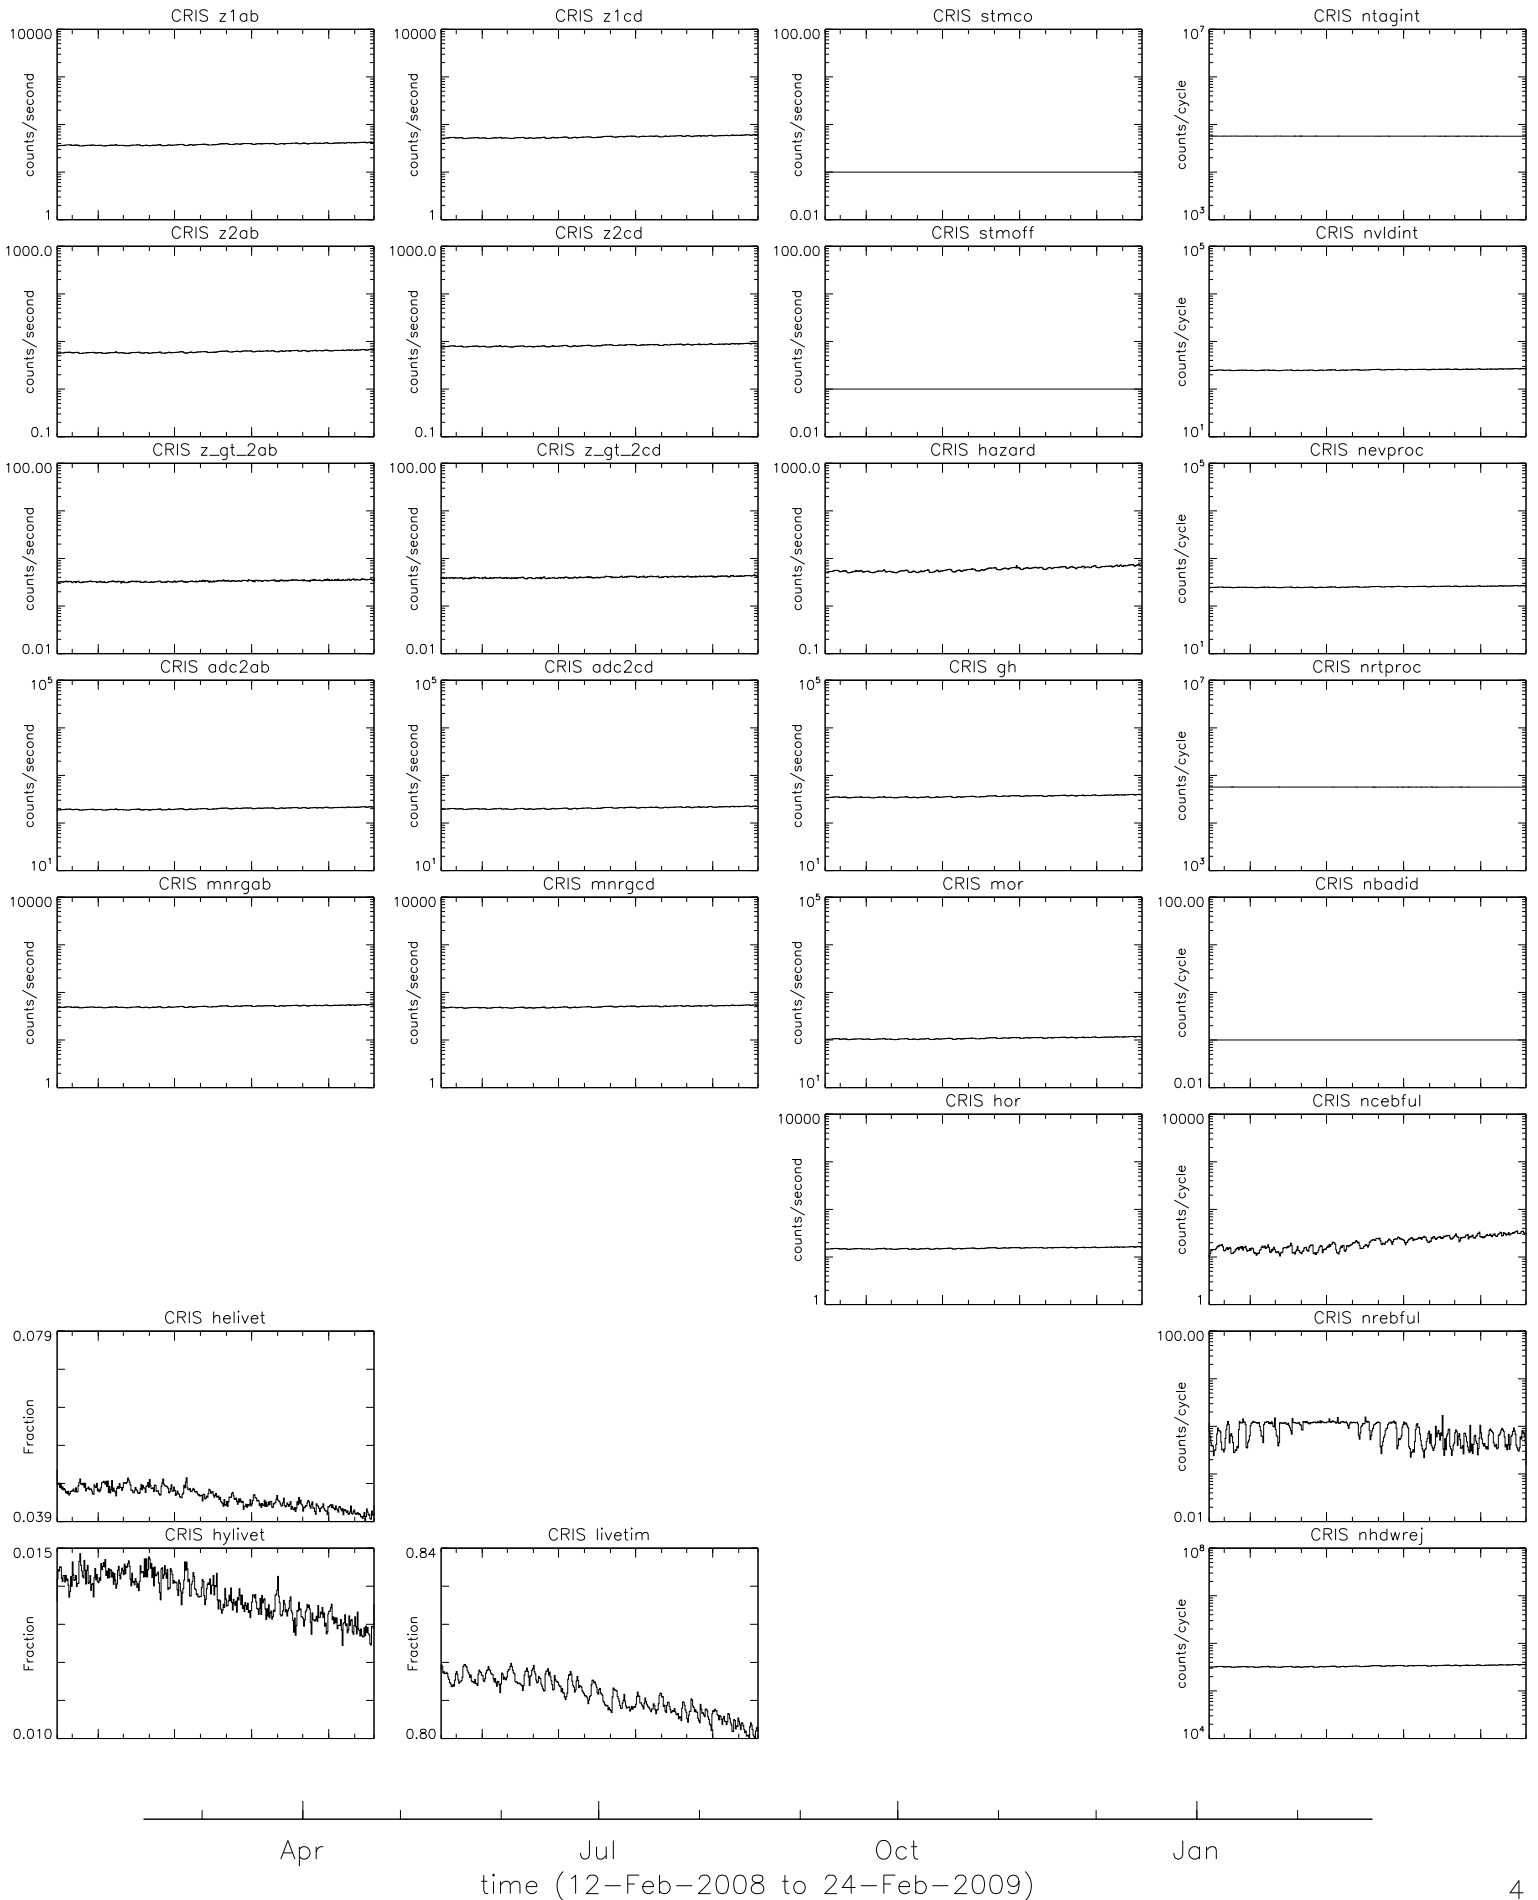 CRIS z1ab
10000
counts/second
1
CRIS z1cd
10000
counts/second
1
CRIS stmco
100.00
counts/second
0.01
CRIS ntagint
10⁷
counts/cycle
10³
CRIS z2ab
1000.0
counts/second
0.1
CRIS z2cd
1000.0
counts/second
0.1
CRIS stmoff
100.00
counts/second
0.01
CRIS nvldint
10⁵
counts/cycle
10¹
CRIS z_gt_2ab
100.00
counts/second
0.01
CRIS z_gt_2cd
100.00
counts/second
0.01
CRIS hazard
1000.0
counts/second
0.1
CRIS nevproc
10⁵
counts/cycle
10¹
CRIS adc2ab
10⁵
counts/second
10¹
CRIS adc2cd
10⁵
counts/second
10¹
CRIS gh
10⁵
counts/second
10¹
CRIS nrtproc
10⁷
counts/cycle
10³
CRIS mnrgab
10000
counts/second
1
CRIS mnrgcd
10000
counts/second
1
CRIS mor
10⁵
counts/second
10¹
CRIS nbadid
100.00
counts/cycle
0.01
CRIS hor
10000
counts/second
1
CRIS ncebful
10000
counts/cycle
1
CRIS helivet
0.079
Fraction
0.039
CRIS nrebful
100.00
counts/cycle
0.01
CRIS hylivet
0.015
Fraction
0.010
CRIS livetim
0.84
Fraction
0.80
CRIS nhdwrej
10⁸
counts/cycle
10⁴
Apr Jul Oct Jan
time (12-Feb-2008 to 24-Feb-2009)
4